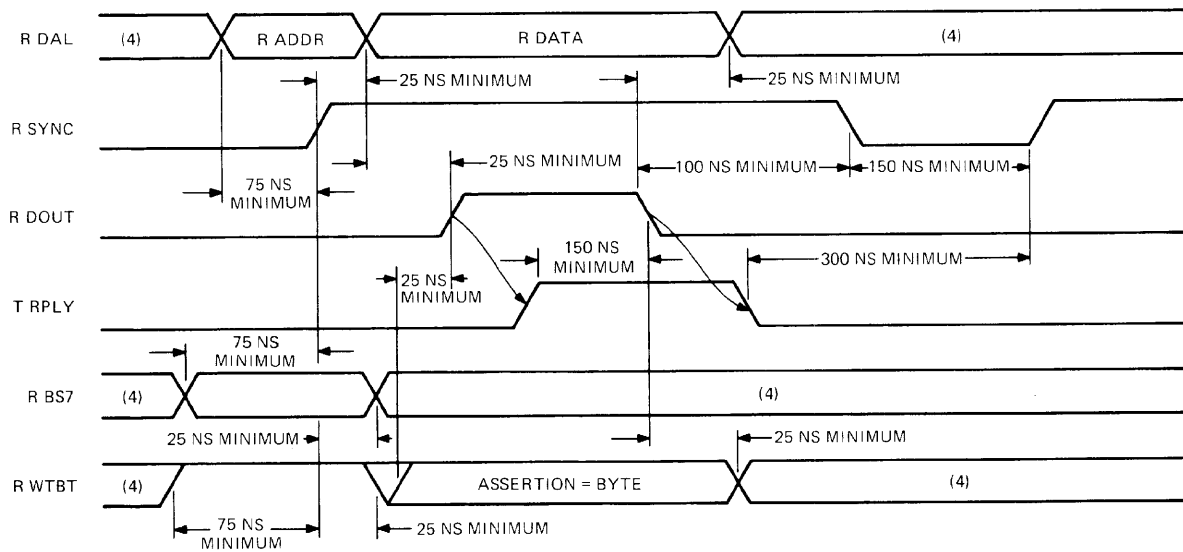 R DAL (4) R ADDR R DATA (4)
25 NS MINIMUM 25 NS MINIMUM
R SYNC
25 NS MINIMUM
100 NS MINIMUM 150 NS MINIMUM
75 NS
MINIMUM
R DOUT
150 NS
MINIMUM
300 NS MINIMUM
25 NS
MINIMUM
T RPLY
75 NS
MINIMUM
R BS7 (4) (4)
25 NS MINIMUM 25 NS MINIMUM
R WTBT (4) ASSERTION = BYTE (4)
75 NS
MINIMUM
25 NS MINIMUM